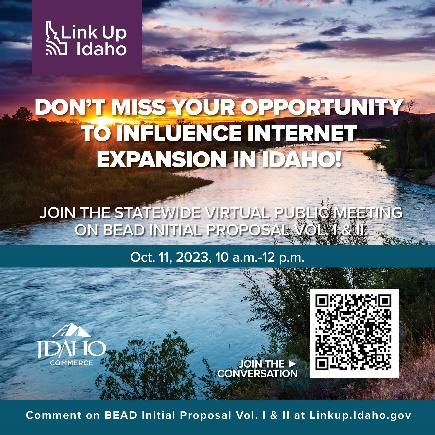 Link Up
Idaho
DON'T MISS YOUR OPPORTUNITY
TO INFLUENCE INTERNET
EXPANSION IN IDAHO!
JOIN THE STATEWIDE VIRTUAL PUBLIC MEETING
ON BEAD INITIAL PROPOSAL VOL. I & II
Oct. 11, 2023, 10 a.m.-12 p.m.
IDAHO
COMMERCE
JOIN THE ►
CONVERSATION
Comment on BEAD Initial Proposal Vol. I & II at Linkup.Idaho.gov